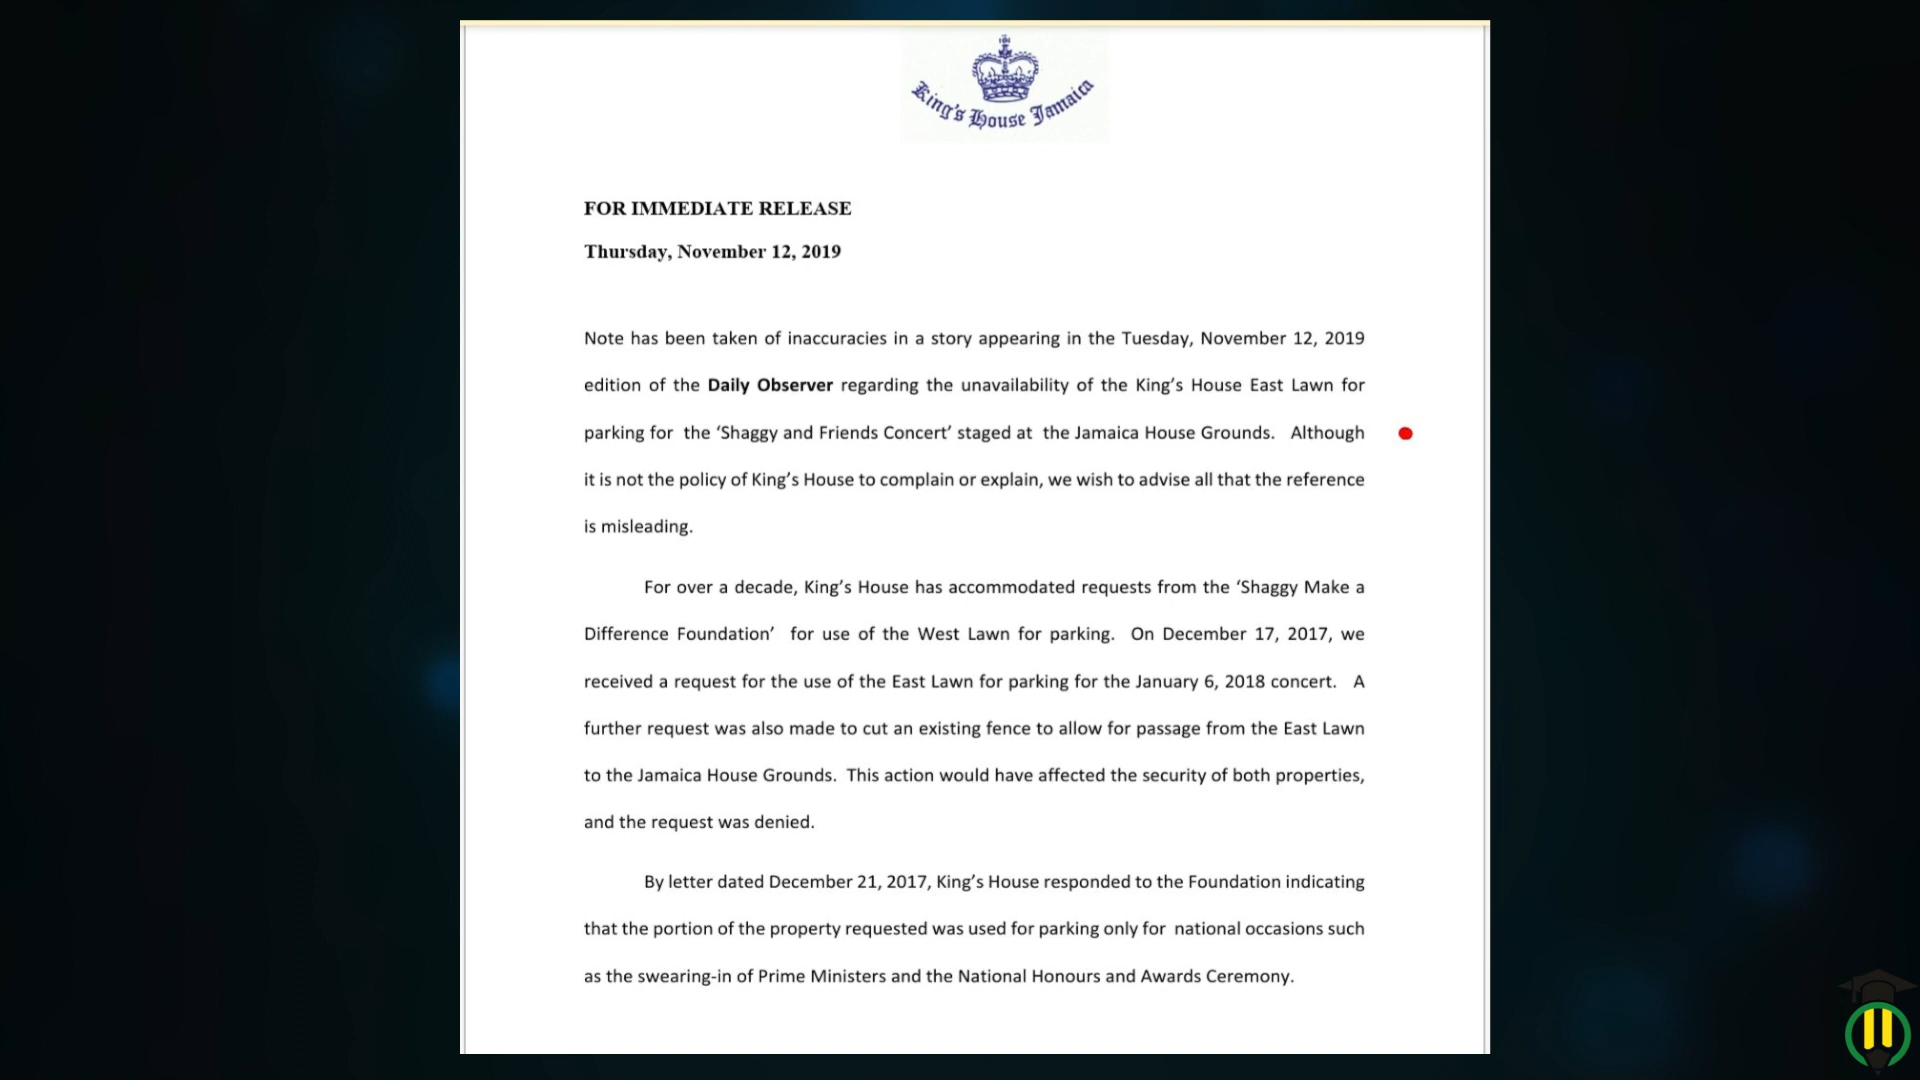 King's House Jamaica
FOR IMMEDIATE RELEASE
Thursday, November 12, 2019
Note has been taken of inaccuracies in a story appearing in the Tuesday, November 12, 2019
edition of the Daily Observer regarding the unavailability of the King’s House East Lawn for
parking for the ‘Shaggy and Friends Concert’ staged at the Jamaica House Grounds. Although
it is not the policy of King’s House to complain or explain, we wish to advise all that the reference
is misleading.
For over a decade, King’s House has accommodated requests from the ‘Shaggy Make a
Difference Foundation’ for use of the West Lawn for parking. On December 17, 2017, we
received a request for the use of the East Lawn for parking for the January 6, 2018 concert. A
further request was also made to cut an existing fence to allow for passage from the East Lawn
to the Jamaica House Grounds. This action would have affected the security of both properties,
and the request was denied.
By letter dated December 21, 2017, King’s House responded to the Foundation indicating
that the portion of the property requested was used for parking only for national occasions such
as the swearing-in of Prime Ministers and the National Honours and Awards Ceremony.